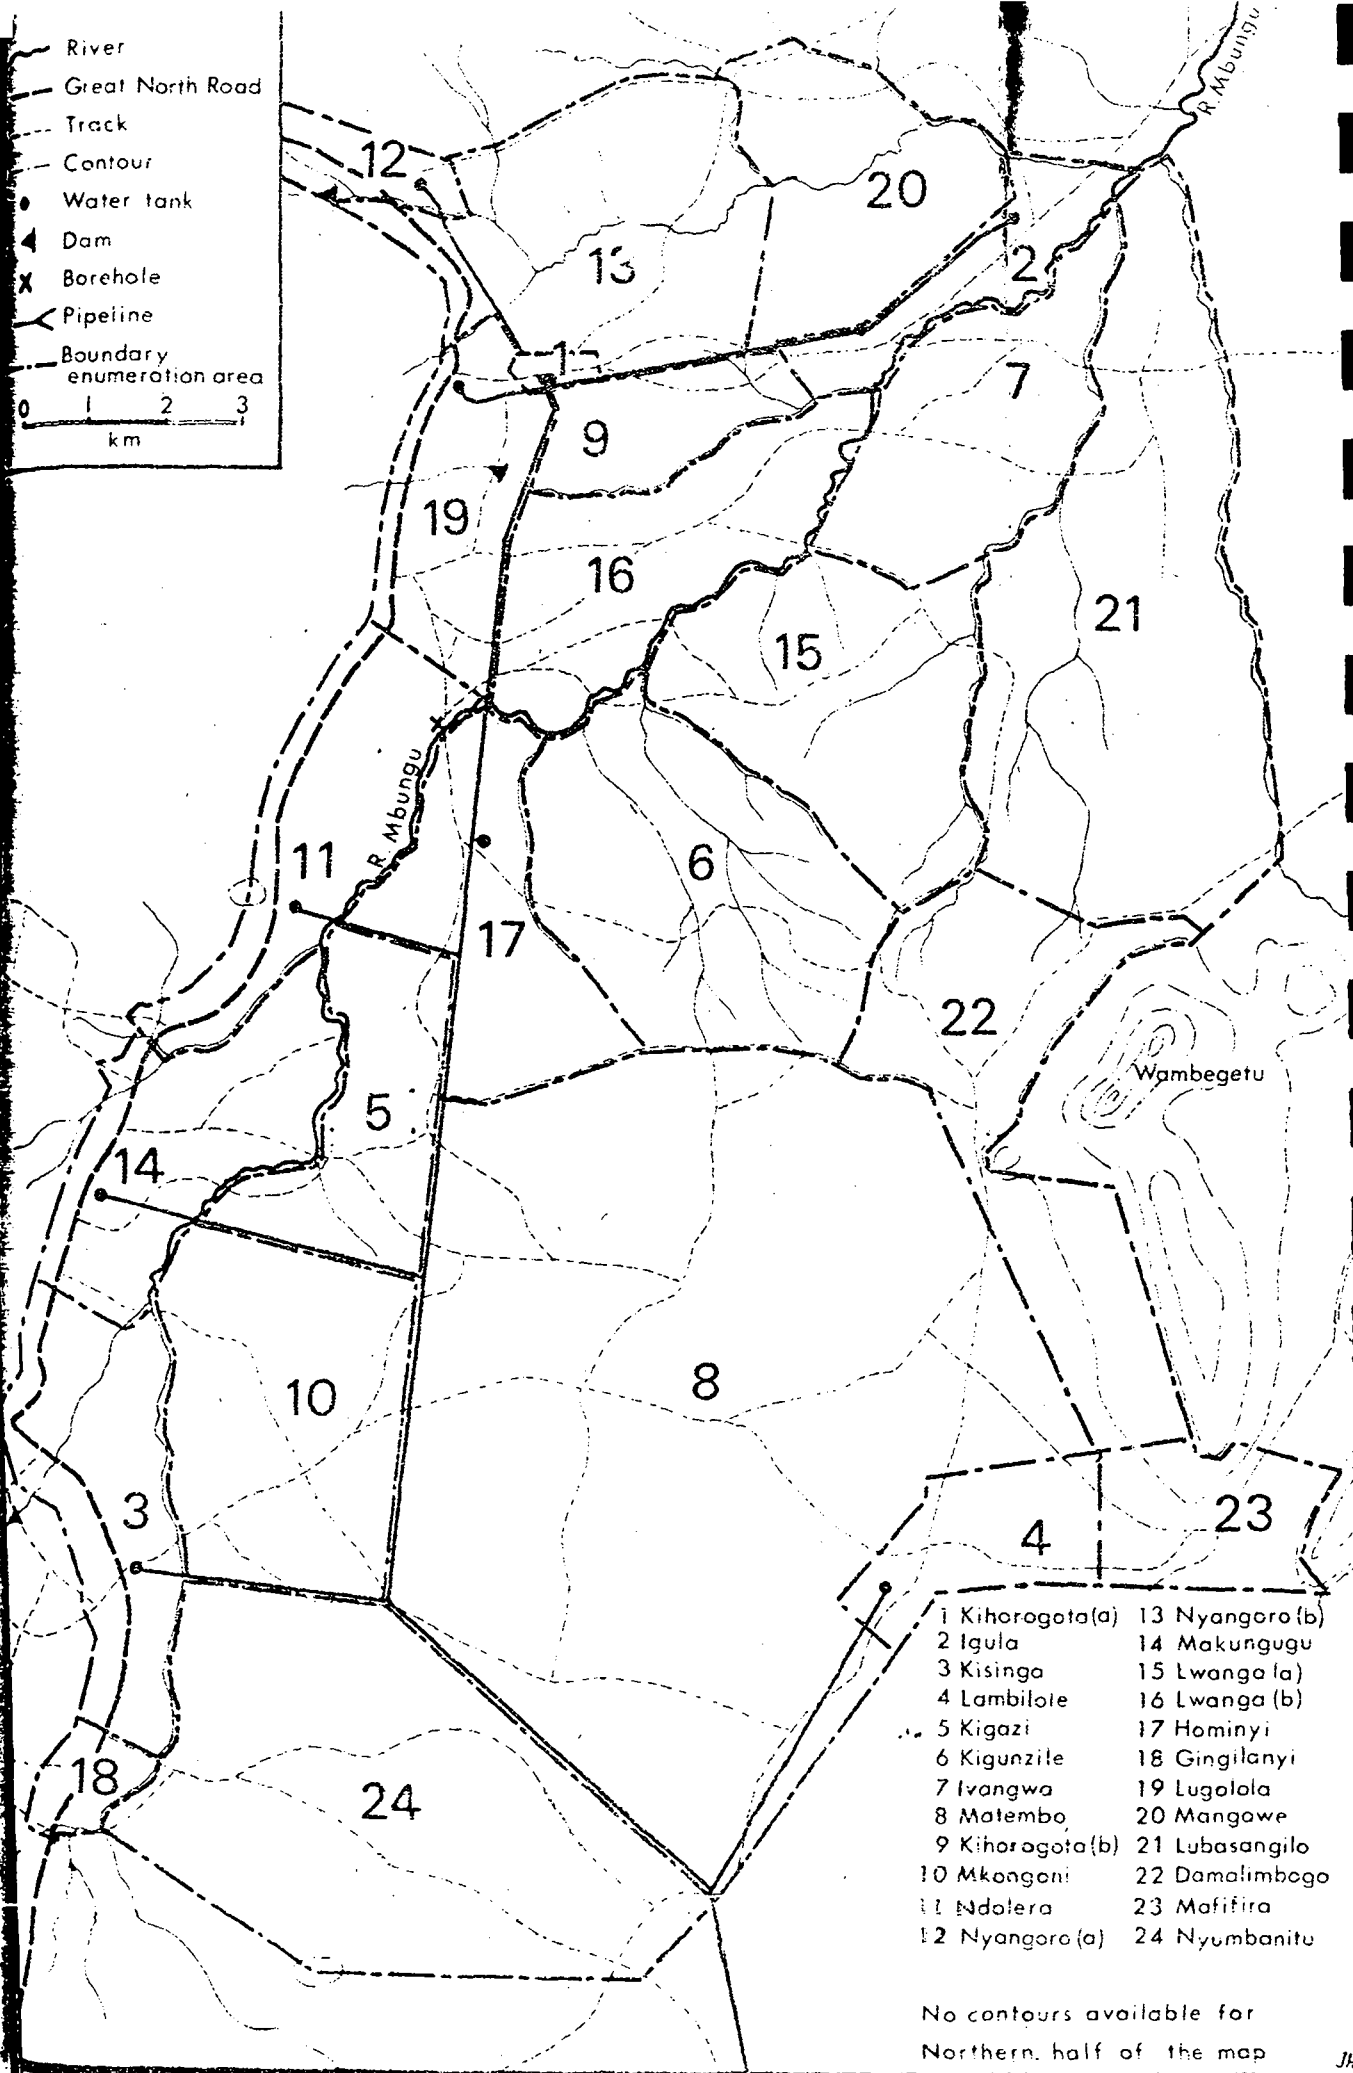 River
Great North Road
Track
Contour
Water tank
Dam
Borehole
Pipeline
Boundary
enumeration area
0 1 2 3
km
R. Mbungu
12
20
13
2
1
7
9
19
16
21
15
R. Mbungu
11
6
17
22
Wambegetu
5
14
8
10
3
23
4
18
24
1 Kihorogota(a) 13 Nyangoro(b)
2 Igula 14 Makungugu
3 Kisinga 15 Lwanga (a)
4 Lambilole 16 Lwanga (b)
5 Kigazi 17 Hominyi
6 Kigunzile 18 Gingilanyi
7 Ivangwa 19 Lugolola
8 Matembo 20 Mangawe
9 Kihorogota(b) 21 Lubasangilo
10 Mkongoni 22 Damalimbogo
11 Ndolera 23 Mafifira
12 Nyangoro(a) 24 Nyumbanitu
No contours available for
Northern. half of the map